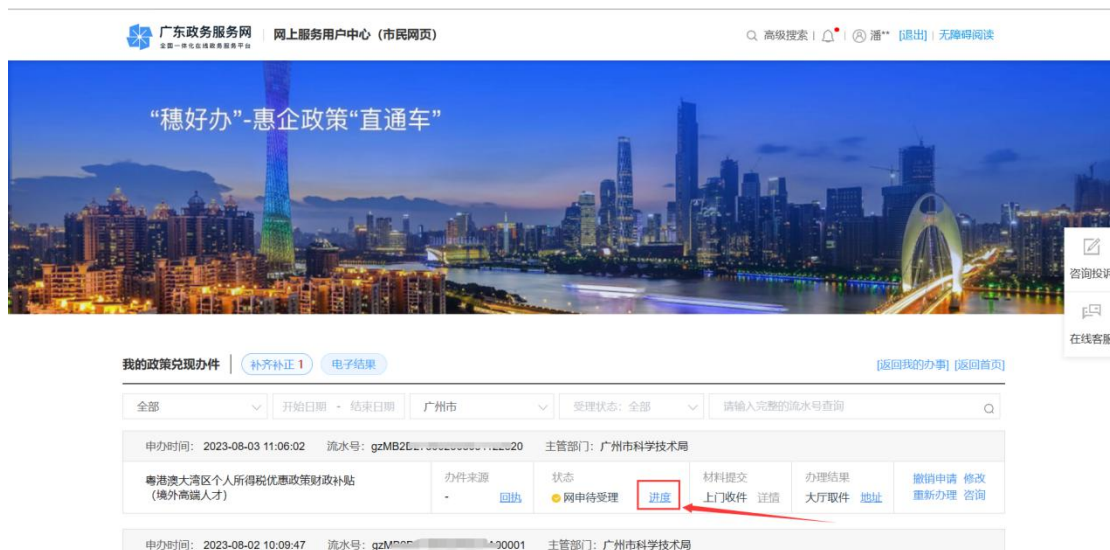 广东政务服务网 网上服务用户中心（市民网页） 高级搜索 潘** [退出] 无障碍阅读
全国一体化在线政务服务平台
“穗好办”-惠企政策“直通车”
咨询投诉
在线客服
我的政策兑现办件 补齐补正 1 电子结果 [返回我的办事] [返回首页]
全部 开始日期 - 结束日期 广州市 受理状态：全部 请输入完整的流水号查询
申办时间： 2023-08-03 11:06:02 流水号： gzMB2D 主管部门：广州市科学技术局
粤港澳大湾区个人所得税优惠政策财政补贴 办件来源 状态 材料提交 办理结果 撤销申请 修改
（境外高端人才） - 回执 网申待受理 进度 上门收件 详情 大厅取件 地址 重新办理 咨询
申办时间： 2023-08-02 10:09:47 流水号： 00001 主管部门：广州市科学技术局